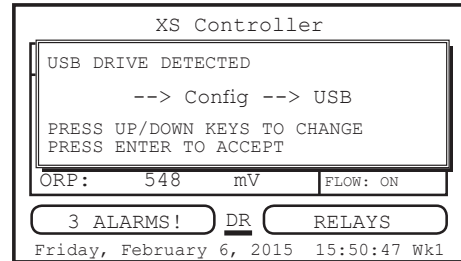 XS Controller
USB DRIVE DETECTED
--> Config --> USB
PRESS UP/DOWN KEYS TO CHANGE
PRESS ENTER TO ACCEPT
ORP: 548 mV FLOW: ON
3 ALARMS! DR RELAYS
Friday, February 6, 2015 15:50:47 Wk1